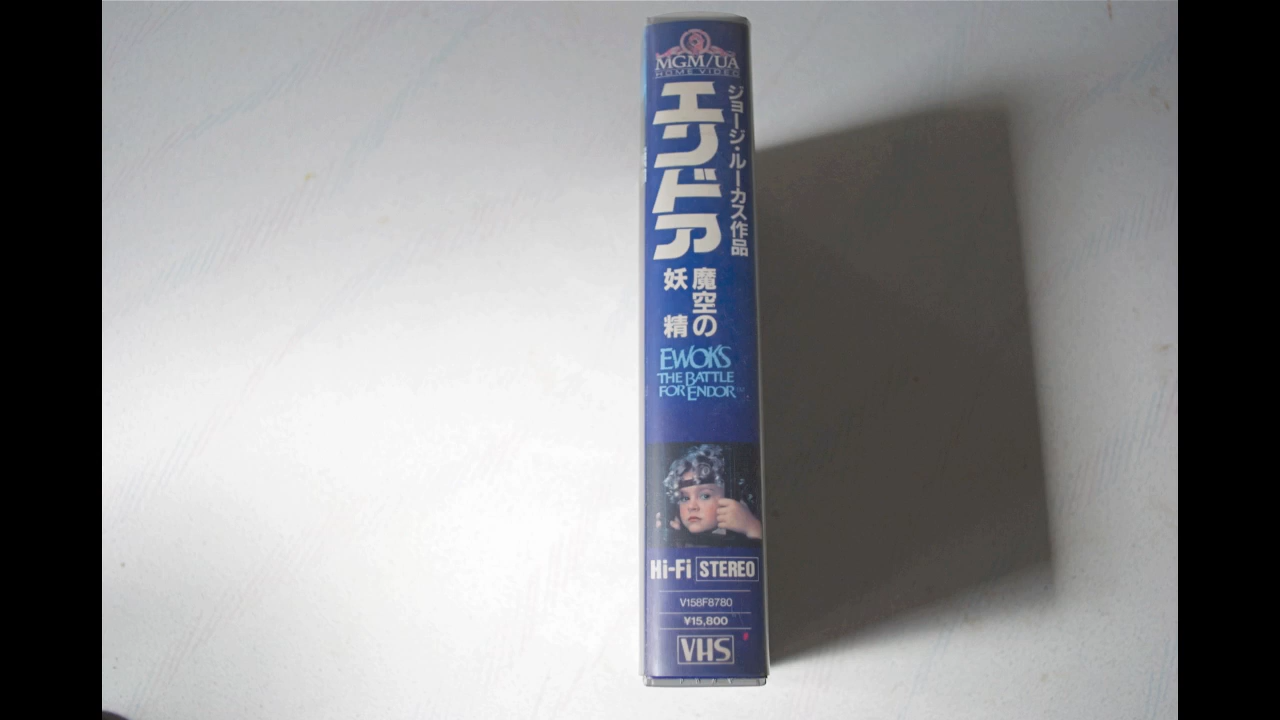 MGM/UA
HOME VIDEO
ジョージ・ルーカス作品
エンドア
魔空の
妖精
EWOKS
THE BATTLE
FOR ENDOR
Hi-Fi STEREO
V158F8780
¥15,800
VHS